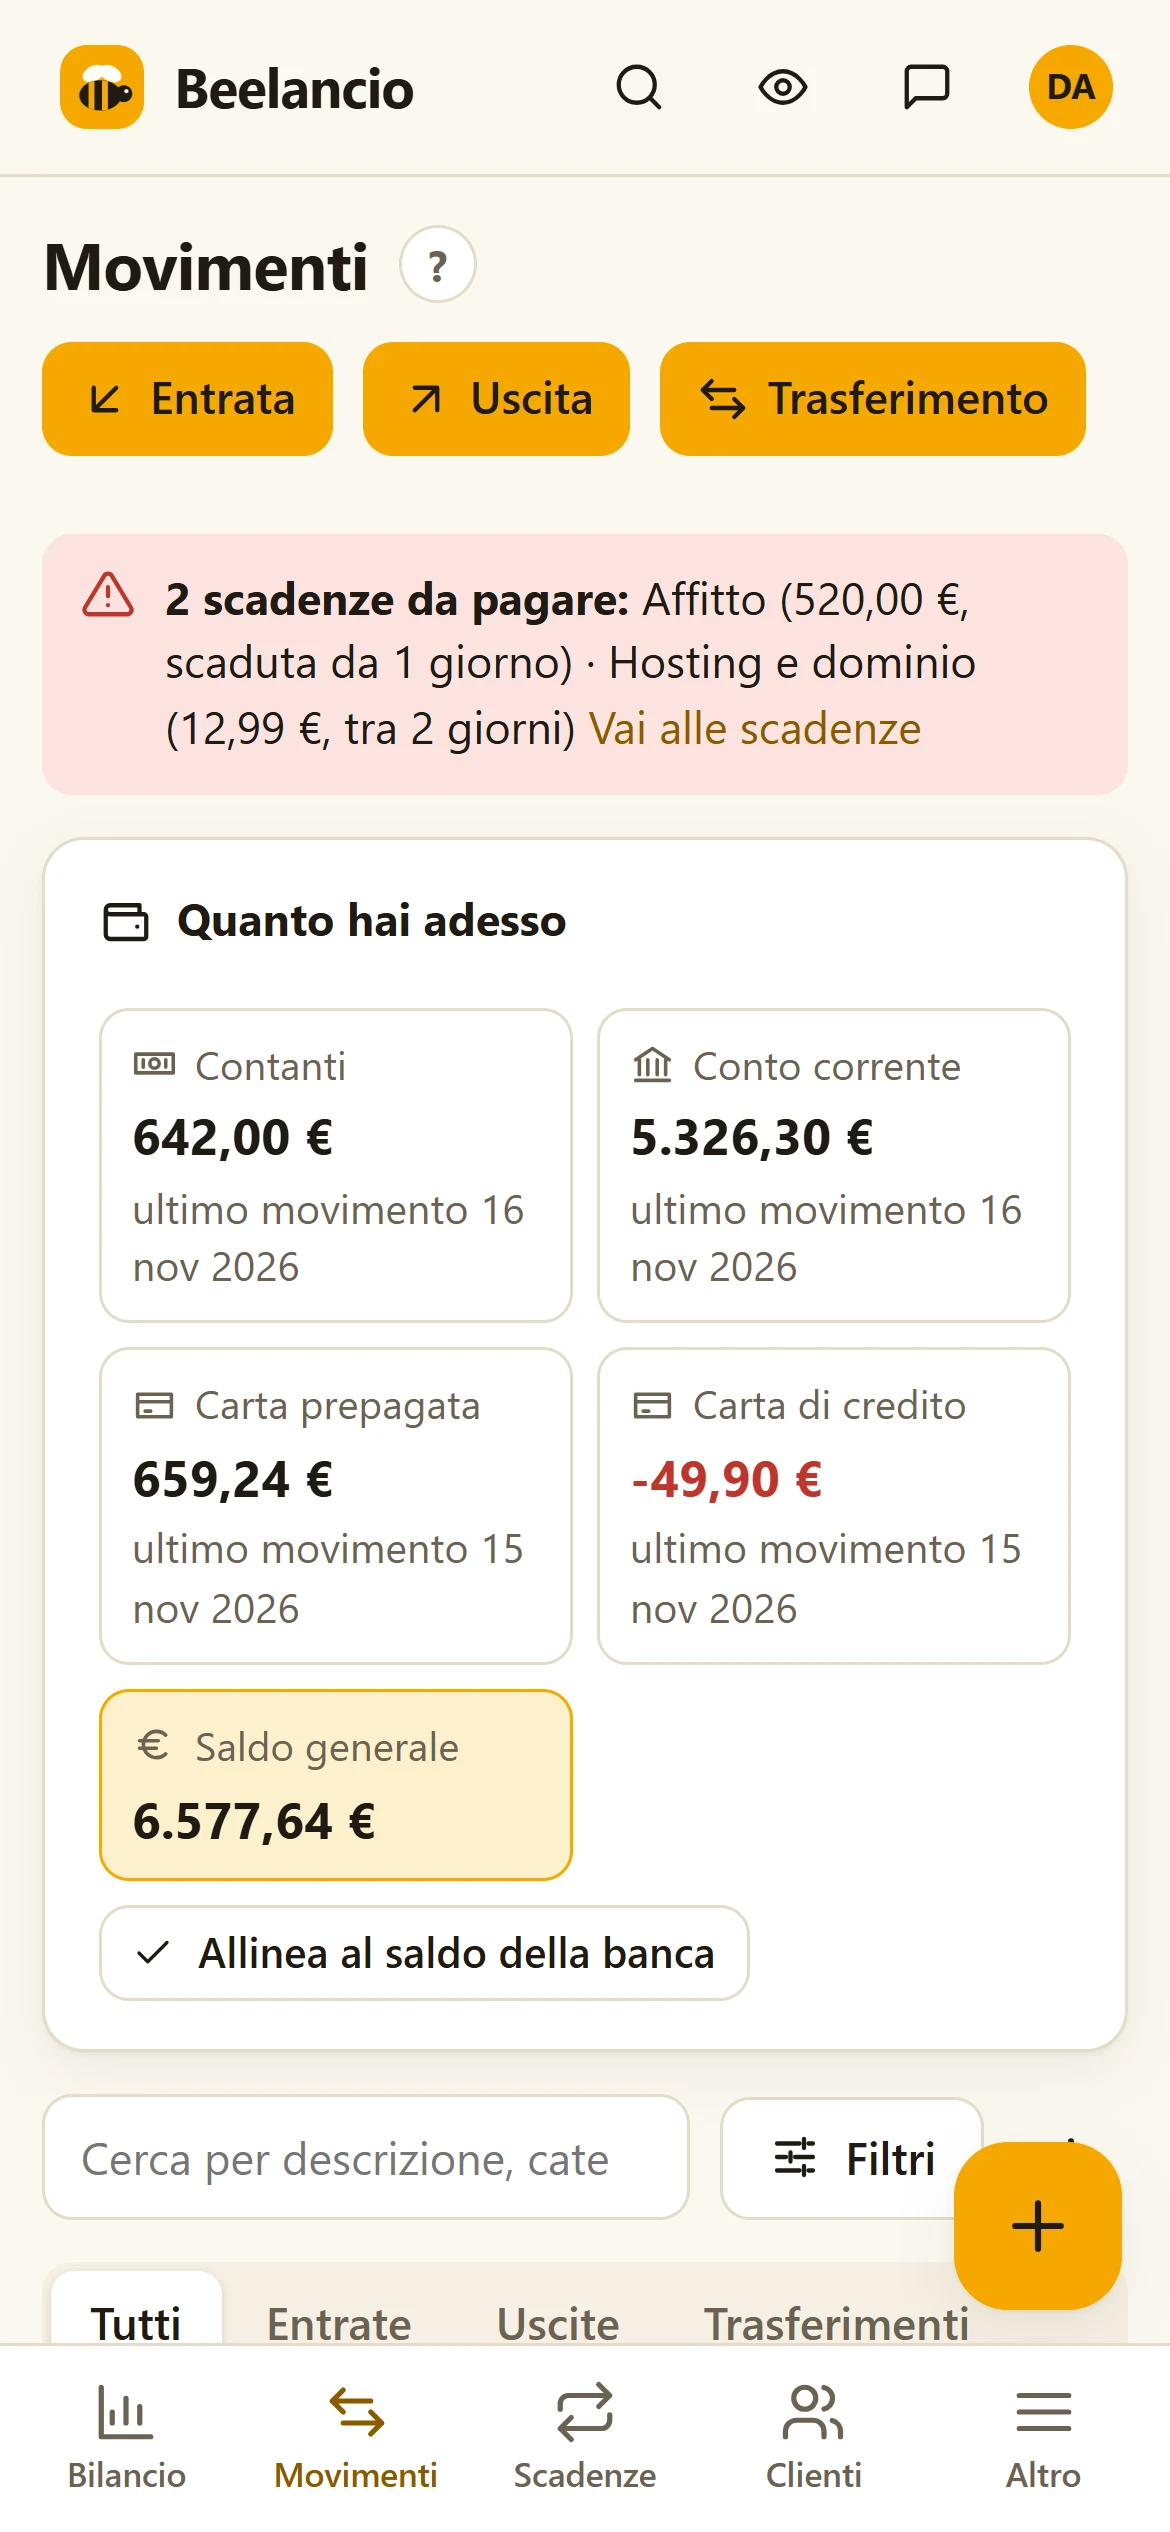 Beelancio
DA
Movimenti
?
Entrata
Uscita
Trasferimento
2 scadenze da pagare: Affitto (520,00 €,
scaduta da 1 giorno) · Hosting e dominio
(12,99 €, tra 2 giorni) Vai alle scadenze
Quanto hai adesso
Contanti
642,00 €
ultimo movimento 16
nov 2026
Conto corrente
5.326,30 €
ultimo movimento 16
nov 2026
Carta prepagata
659,24 €
ultimo movimento 15
nov 2026
Carta di credito
-49,90 €
ultimo movimento 15
nov 2026
Saldo generale
6.577,64 €
Allinea al saldo della banca
Cerca per descrizione, cate
Filtri
Tutti
Entrate
Uscite
Trasferimenti
Bilancio
Movimenti
Scadenze
Clienti
Altro